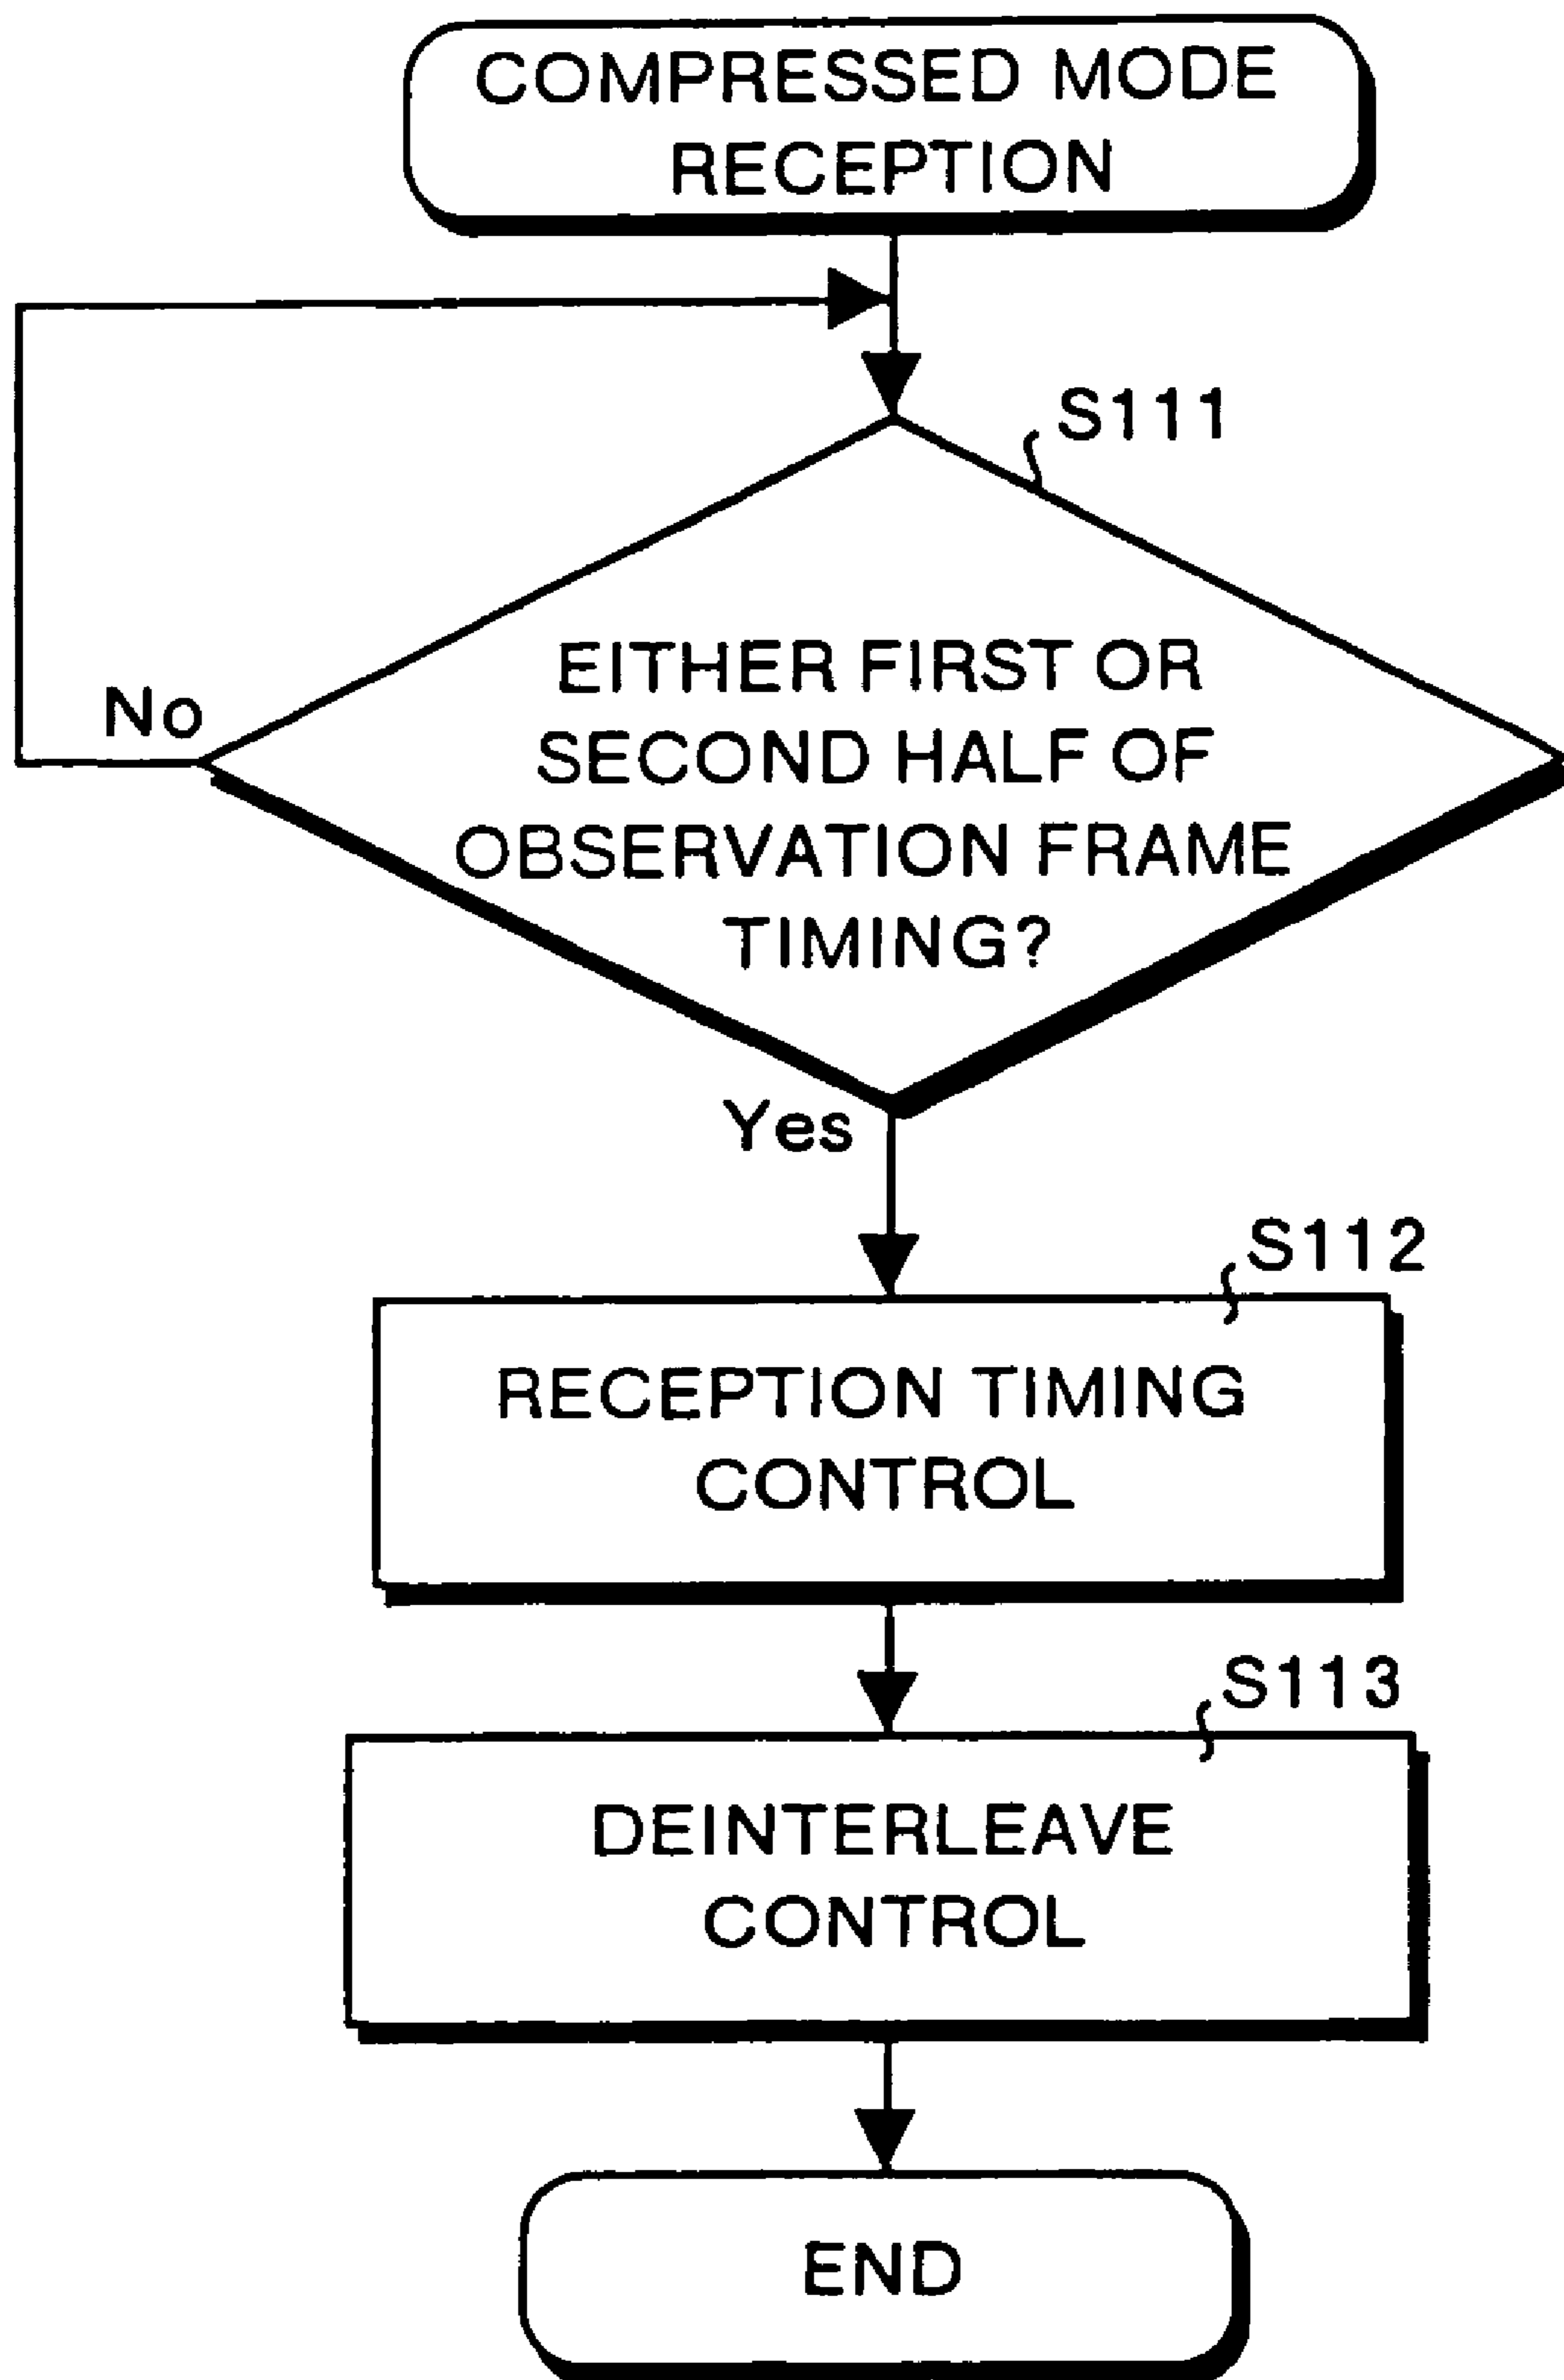 COMPRESSED MODE
RECEPTION
S111
EITHER FIRST OR
SECOND HALF OF
OBSERVATION FRAME
TIMING?
No
Yes
S112
RECEPTION TIMING
CONTROL
S113
DEINTERLEAVE
CONTROL
END